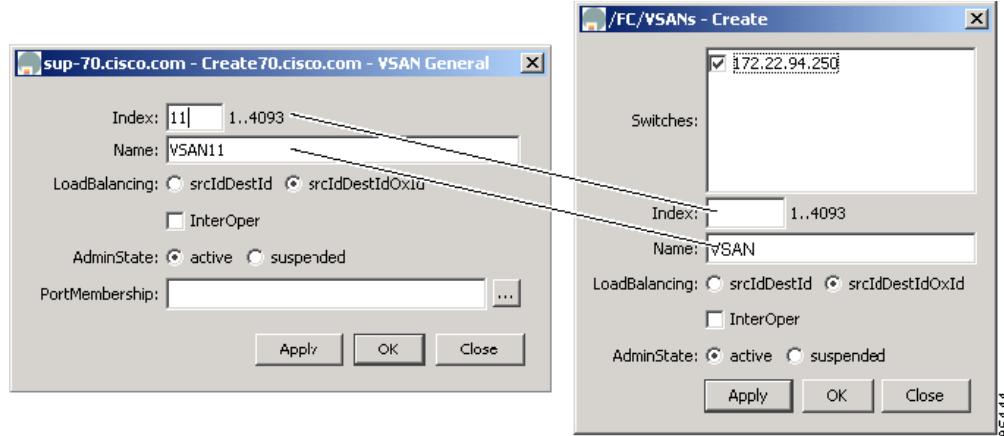 sup-70.cisco.com - Create70.cisco.com - VSAN General
Index: 11 1..4093
Name: VSAN11
LoadBalancing: srcIdDestId srcIdDestIdOxId
InterOper
AdminState: active suspended
PortMembership: ...
Apply OK Close
/FC/VSANs - Create
Switches: 172.22.94.250
Index: 1..4093
Name: VSAN
LoadBalancing: srcIdDestId srcIdDestIdOxId
InterOper
AdminState: active suspended
Apply OK Close